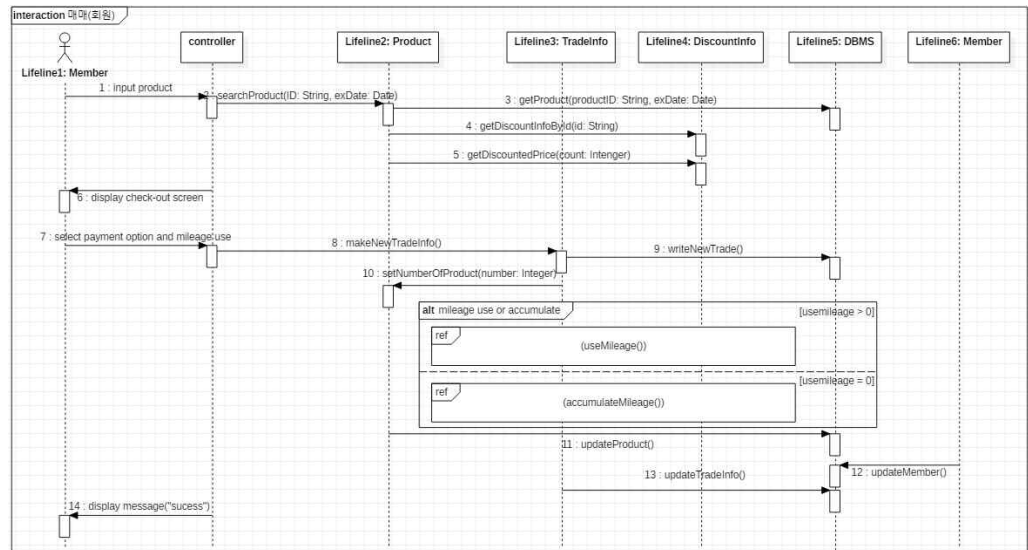 interaction 매매(회원)
Lifeline1: Member
controller
Lifeline2: Product
Lifeline3: TradeInfo
Lifeline4: DiscountInfo
Lifeline5: DBMS
Lifeline6: Member
1 : input product
2 : searchProduct(ID: String, exDate: Date)
3 : getProduct(productID: String, exDate: Date)
4 : getDiscountInfoById(id: String)
5 : getDiscountedPrice(count: Intenger)
6 : display check-out screen
7 : select payment option and mileage use
8 : makeNewTradeInfo()
9 : writeNewTrade()
10 : setNumberOfProduct(number: Integer)
alt mileage use or accumulate
[usemileage > 0]
ref
(useMileage())
[usemileage = 0]
ref
(accumulateMileage())
11 : updateProduct()
12 : updateMember()
13 : updateTradeInfo()
14 : display message("sucess")